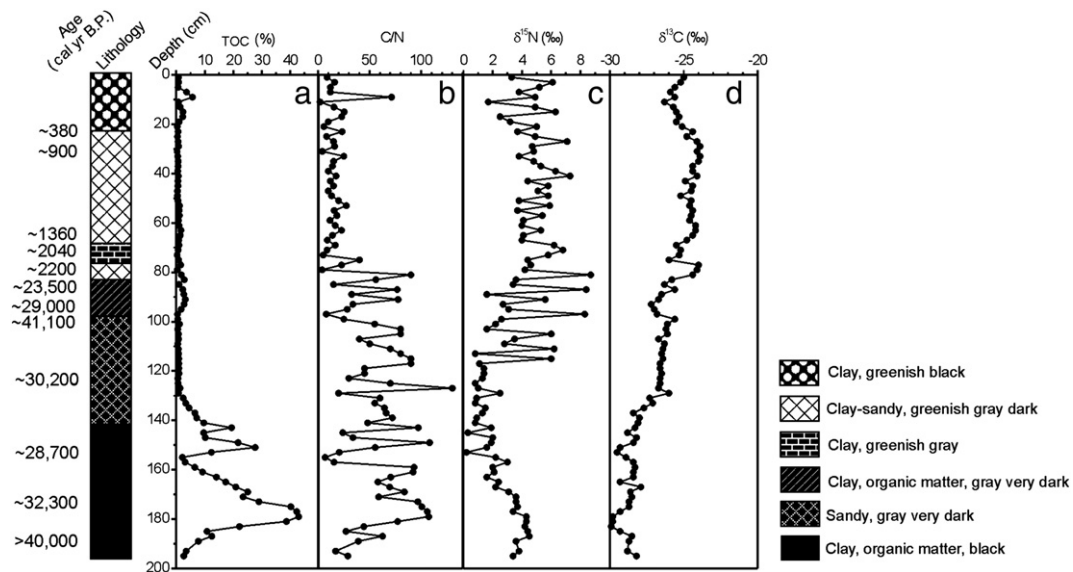 Age
(cal yr B.P.)
Lithology
Depth (cm)
TOC (%)
C/N
δ15N (‰)
δ13C (‰)
10 20 30 40
0 50 100
0 2 4 6 8
-30 -25 -20
a
b
c
d
0
20
40
60
80
100
120
140
160
180
200
~380
~900
~1360
~2040
~2200
~23,500
~29,000
~41,100
~30,200
~28,700
~32,300
>40,000
Clay, greenish black
Clay-sandy, greenish gray dark
Clay, greenish gray
Clay, organic matter, gray very dark
Sandy, gray very dark
Clay, organic matter, black